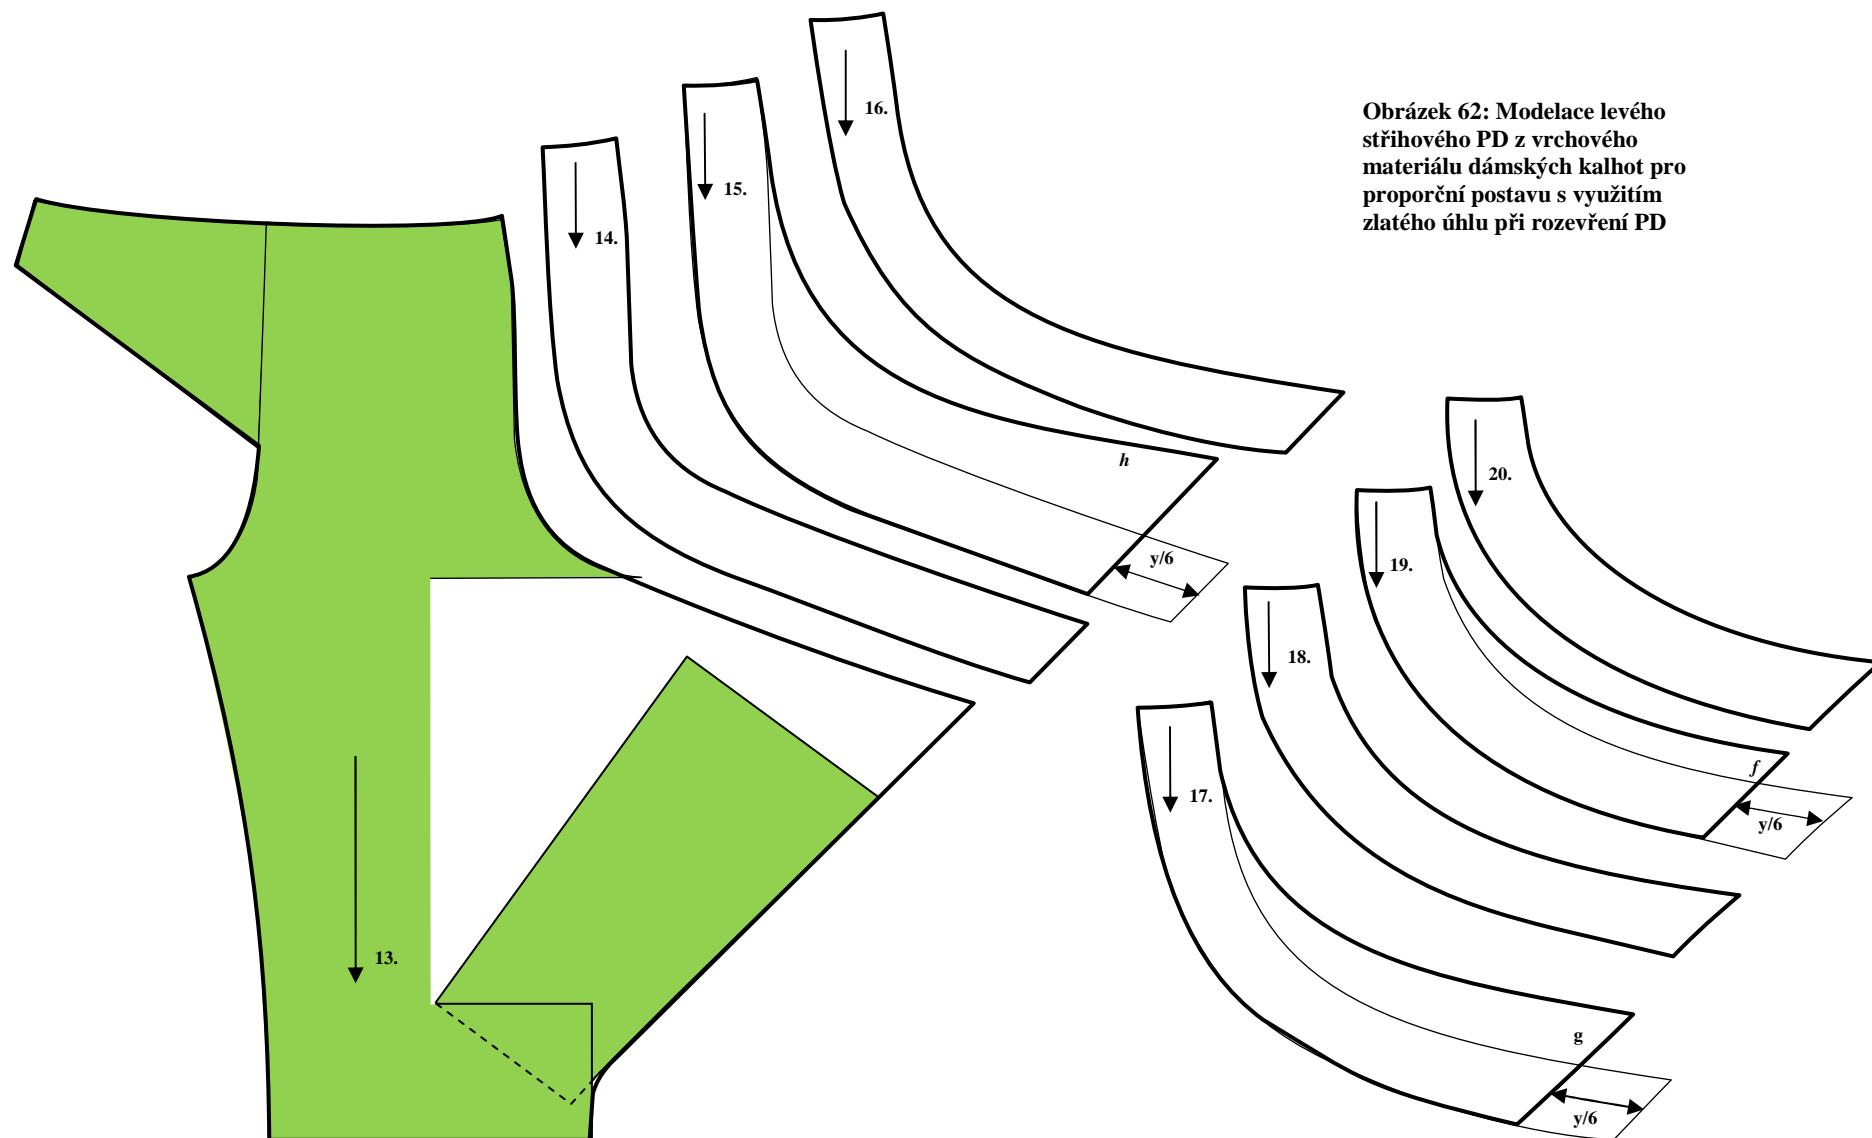 16.
Obrázek 62: Modelace levého
střihového PD z vrchového
materiálu dámských kalhot pro
proporční postavu s využitím
zlatého úhlu při rozevření PD
15.
14.
h
20.
y/6
19.
18.
f
17.
y/6
13.
g
y/6